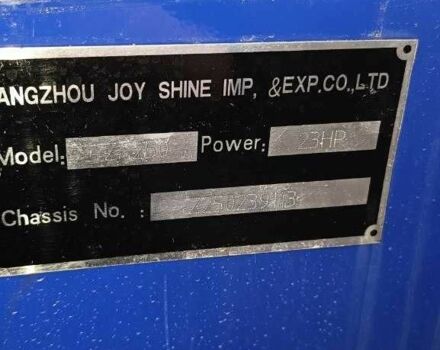 ANGZHOU JOY SHINE IMP, &EXP.CO.,LTD
Model: Power: 23HP
Chassis No. :